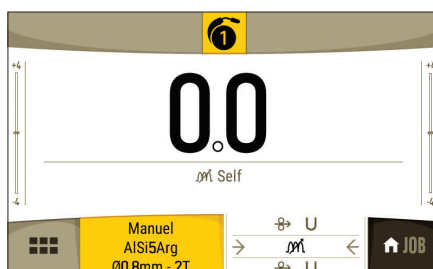 1
+4
+4
0.0
Self
-4
-4
Manuel
AlSi5Arg
Ø0.8mm - 2T
U
U
JOB